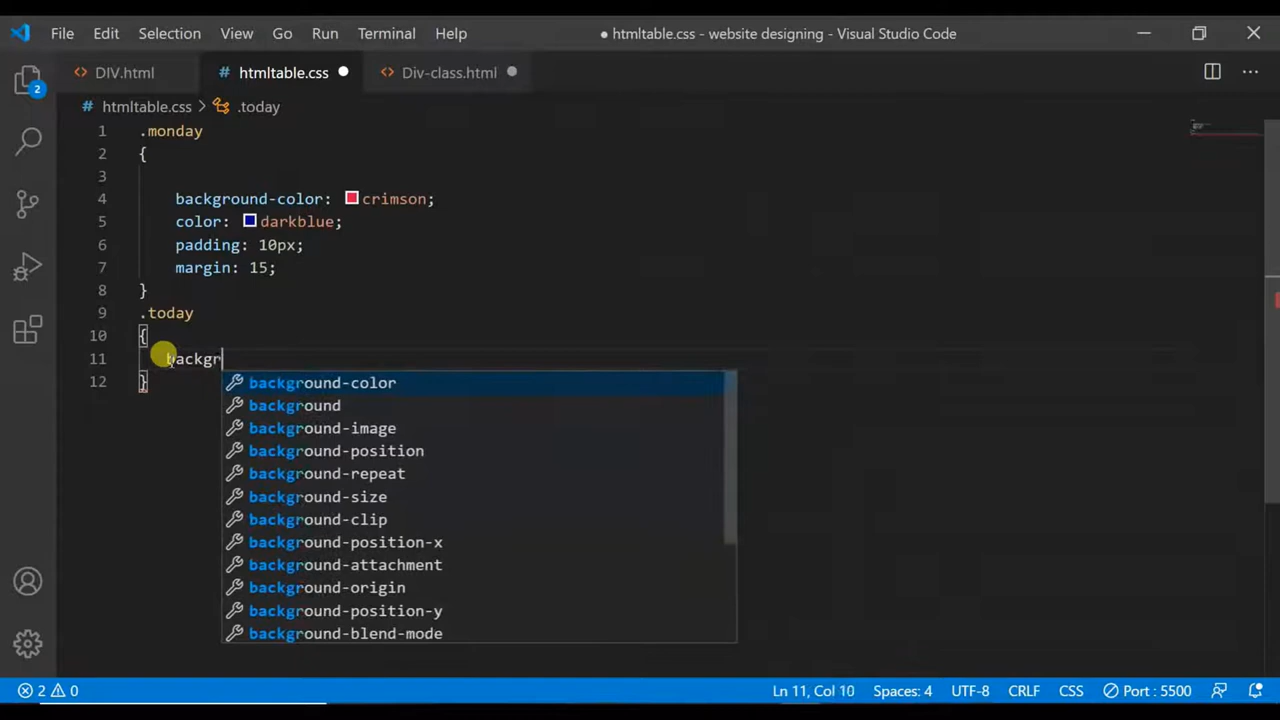 File Edit Selection View Go Run Terminal Help ● htmltable.css - website designing - Visual Studio Code
<> DIV.html # htmltable.css ● <> Div-class.html ●
# htmltable.css > .today
1 .monday
2 {
3
4 background-color: crimson;
5 color: darkblue;
6 padding: 10px;
7 margin: 15;
8 }
9 .today
10 {
11 backgr
12 }
background-color
background
background-image
background-position
background-repeat
background-size
background-clip
background-position-x
background-attachment
background-origin
background-position-y
background-blend-mode
2
2 0 Ln 11, Col 10 Spaces: 4 UTF-8 CRLF CSS Port : 5500